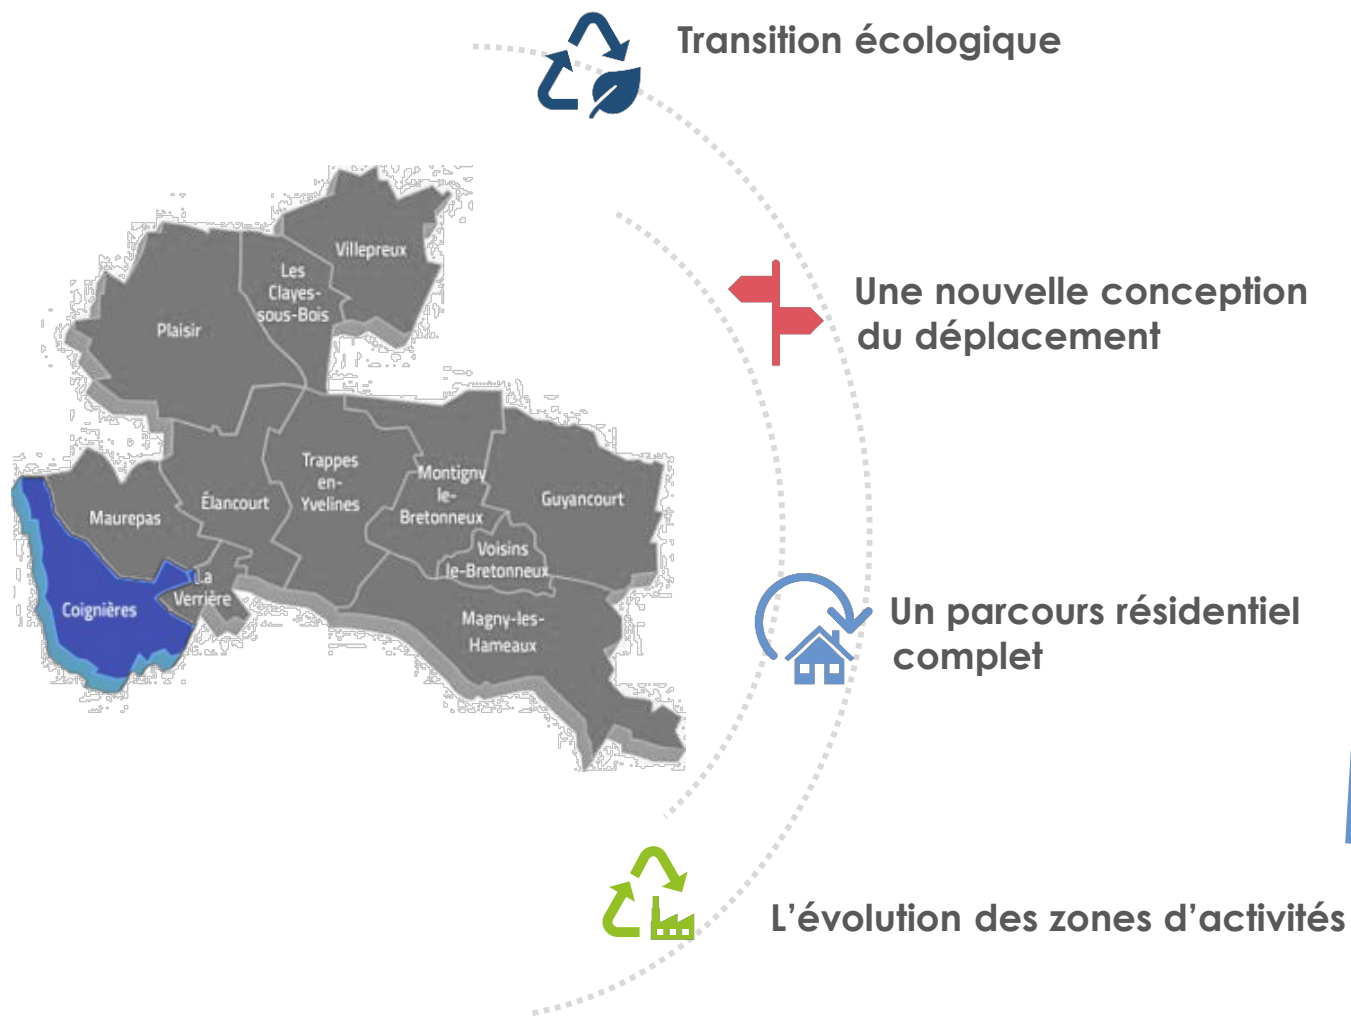 Transition écologique
Villepreux
Les
Clayes-
sous-Bois
Plaisir
Une nouvelle conception
du déplacement
Trappes
en-
Yvelines
Montigny
le-
Bretonneux
Guyancourt
Élancourt
Maurepas
Voisins
le-Bretonneux
La
Verrière
Coignières
Magny-les-
Hameaux
Un parcours résidentiel
complet
L’évolution des zones d’activités